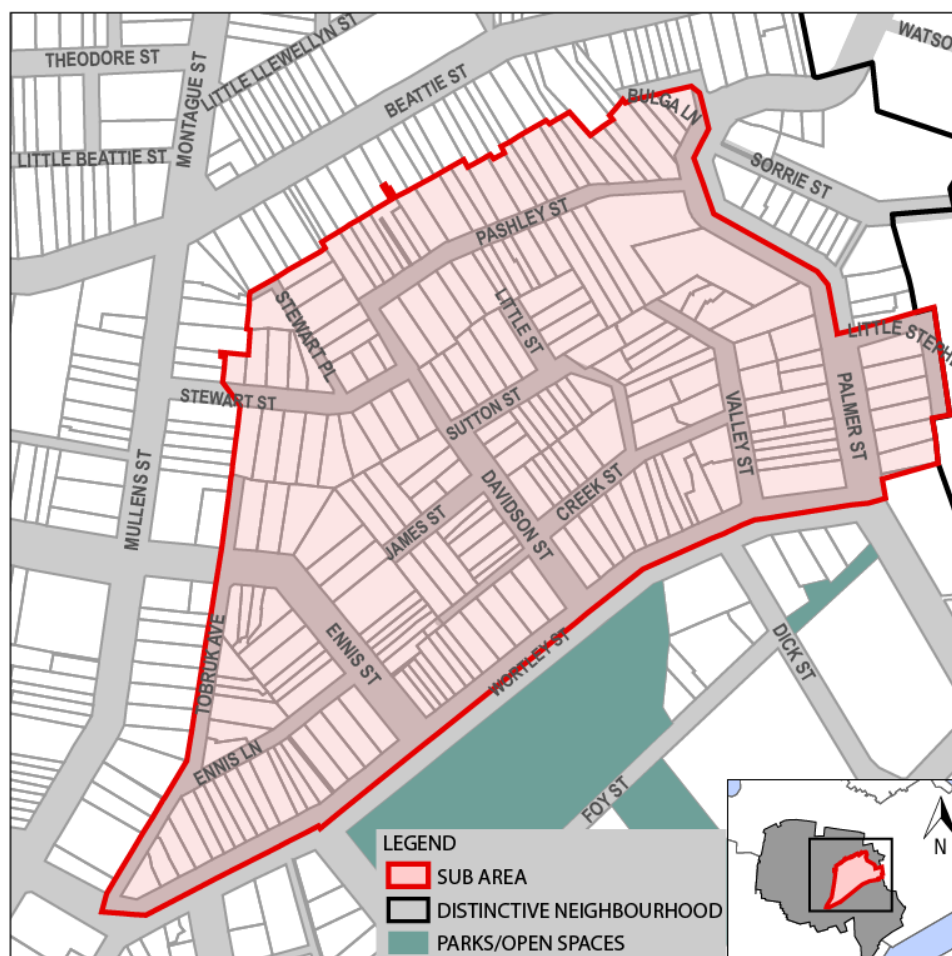 WATSO
THEODORE ST
LITTLE LLEWELLYN ST
MONTAGUE ST
BEATTIE ST
BULGA LN
LITTLE BEATTIE ST
SORRIE ST
PASHLEY ST
STEWART PL
LITTLE ST
LITTLE STEPH
STEWART ST
SUTTON ST
VALLEY ST
PALMER ST
MULLENS ST
DAVIDSON ST
CREEK ST
JAMES ST
TOBRUK AVE
ENNIS ST
WORTLEY ST
DICK ST
ENNIS LN
FOY ST
LEGEND
SUB AREA
DISTINCTIVE NEIGHBOURHOOD
PARKS/OPEN SPACES
N